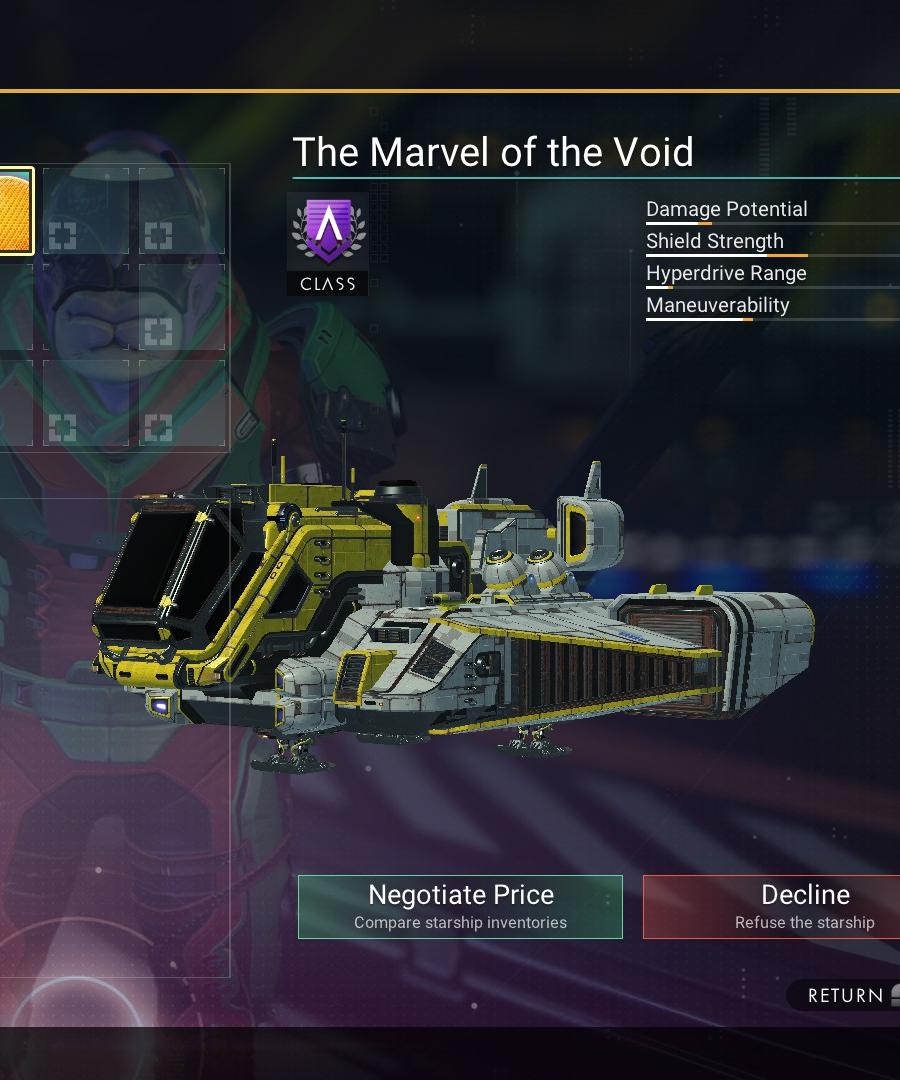 The Marvel of the Void
CLASS
Damage Potential
Shield Strength
Hyperdrive Range
Maneuverability
Negotiate Price
Compare starship inventories
Decline
Refuse the starship
RETURN